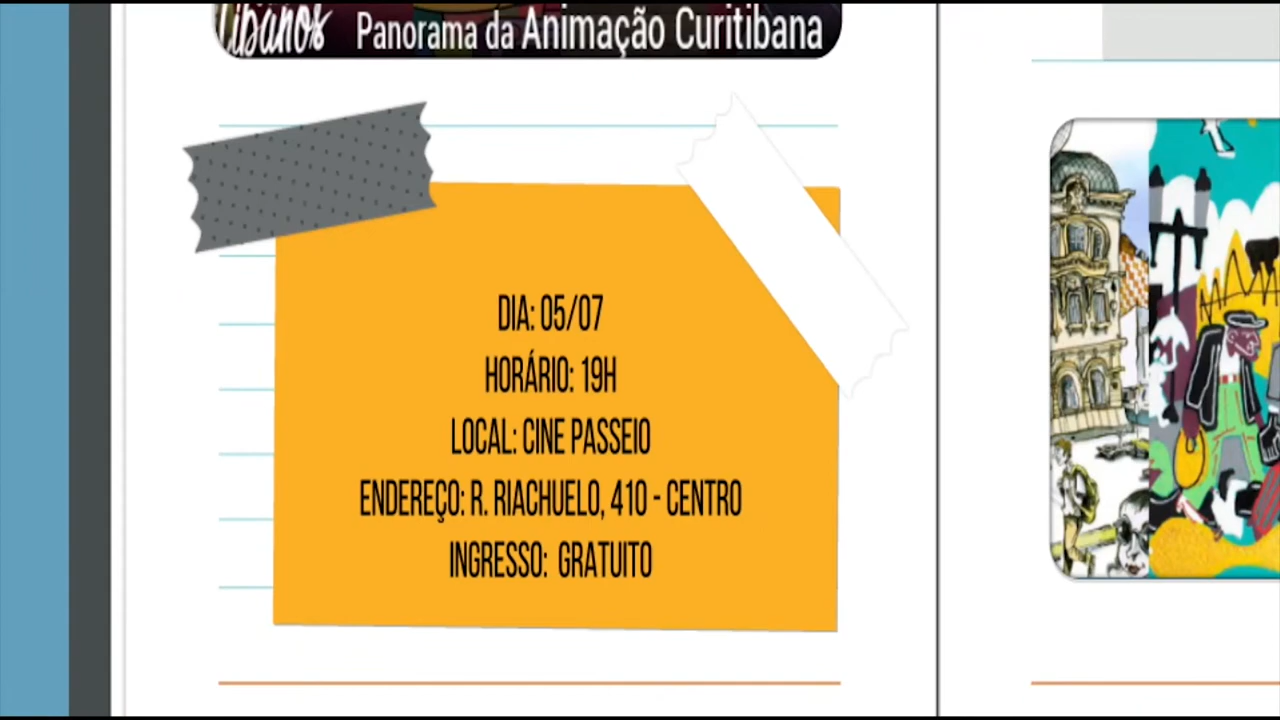 Panorama da Animação Curitibana
DIA: 05/07
HORÁRIO: 19H
LOCAL: CINE PASSEIO
ENDEREÇO: R. RIACHUELO, 410 - CENTRO
INGRESSO: GRATUITO